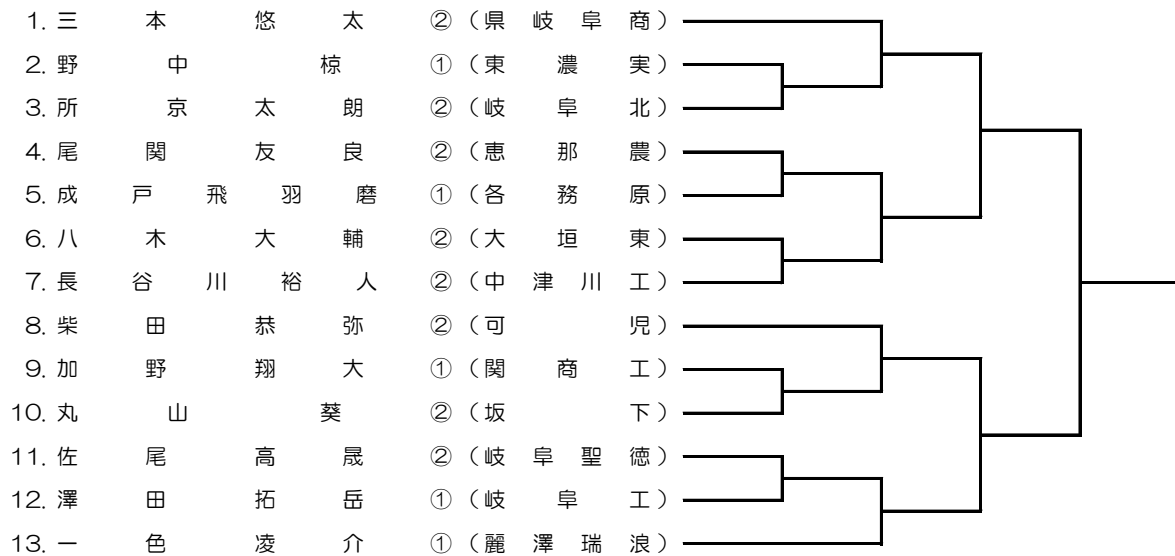 1. 三本悠太 ② (県岐阜商)
2. 野中椋 ① (東濃実)
3. 所京太朗 ② (岐阜北)
4. 尾関友良 ② (恵那農)
5. 成戸飛羽磨 ① (各務原)
6. 八木大輔 ② (大垣東)
7. 長谷川裕人 ② (中津川工)
8. 柴田恭弥 ② (可児)
9. 加野翔大 ① (関商工)
10. 丸山葵 ② (坂下)
11. 佐尾高晟 ② (岐阜聖徳)
12. 澤田拓岳 ① (岐阜工)
13. 一色凌介 ① (麗澤瑞浪)